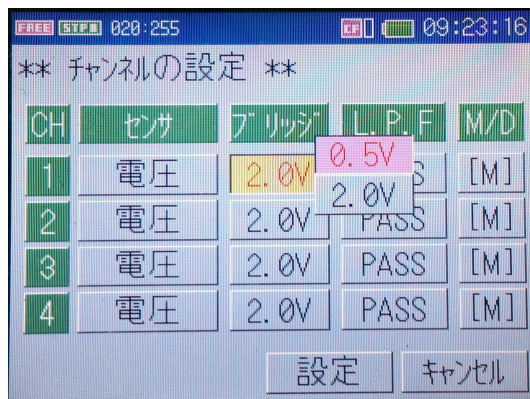 FREE STPM 020:255 CF 09:23:16
** チャンネルの設定 **
CH センサ ブリッジ L.P.F M/D
1 電圧 2.0V [M]
0.5V
2.0V
2 電圧 2.0V PASS [M]
3 電圧 2.0V PASS [M]
4 電圧 2.0V PASS [M]
設定 キャンセル